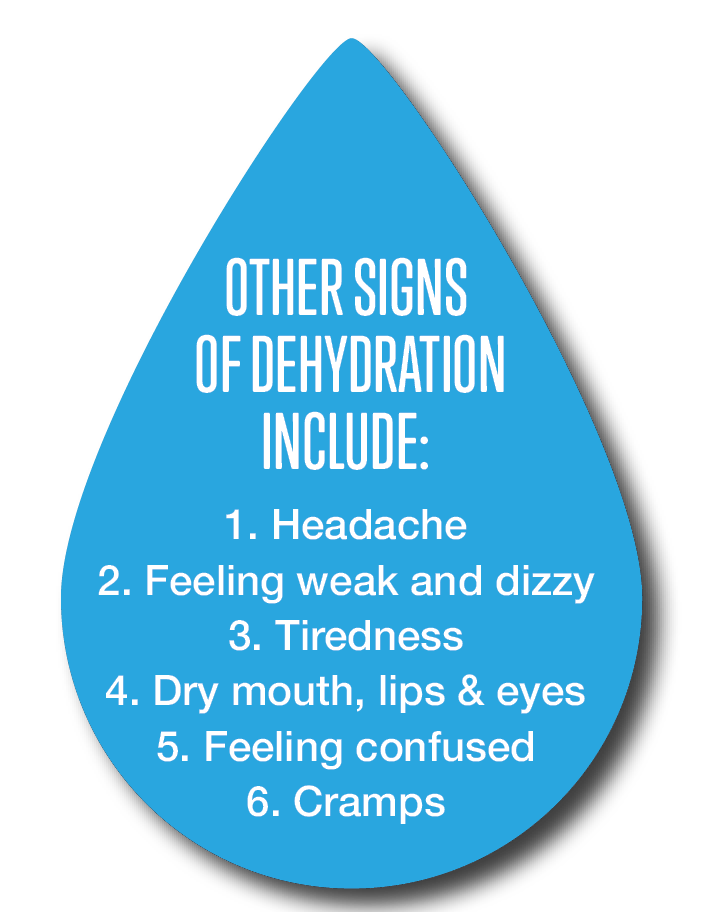 OTHER SIGNS
OF DEHYDRATION
INCLUDE:
1. Headache
2. Feeling weak and dizzy
3. Tiredness
4. Dry mouth, lips & eyes
5. Feeling confused
6. Cramps